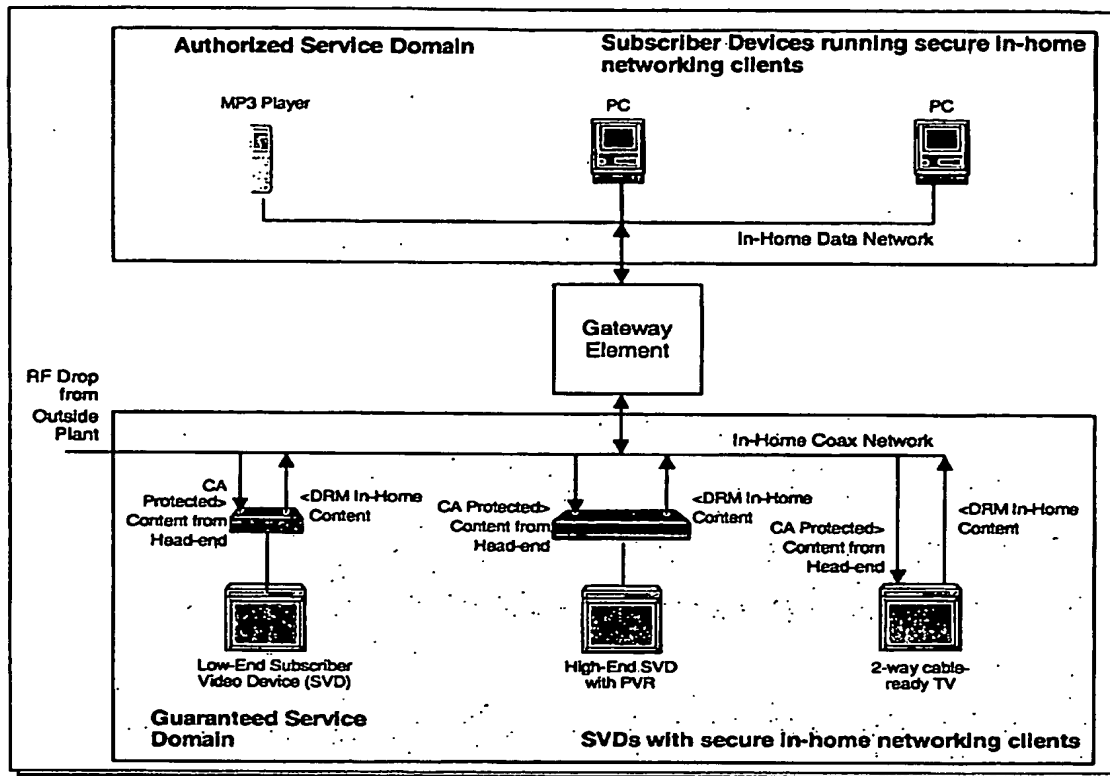 Authorized Service Domain
Subscriber Devices running secure in-home
networking clients
MP3 Player
PC
PC
In-Home Data Network
Gateway
Element
RF Drop
from
Outside
Plant
In-Home Coax Network
CA
Protected>
Content from
Head-end
<DRM In-Home
Content
CA Protected>
Content from
Head-end
<DRM In-Home
Content
CA Protected>
Content from
Head-end
<DRM In-Home
Content
Low-End Subscriber
Video Device (SVD)
High-End SVD
with PVR
2-way cable-
ready TV
Guaranteed Service
Domain
SVDs with secure in-home networking clients